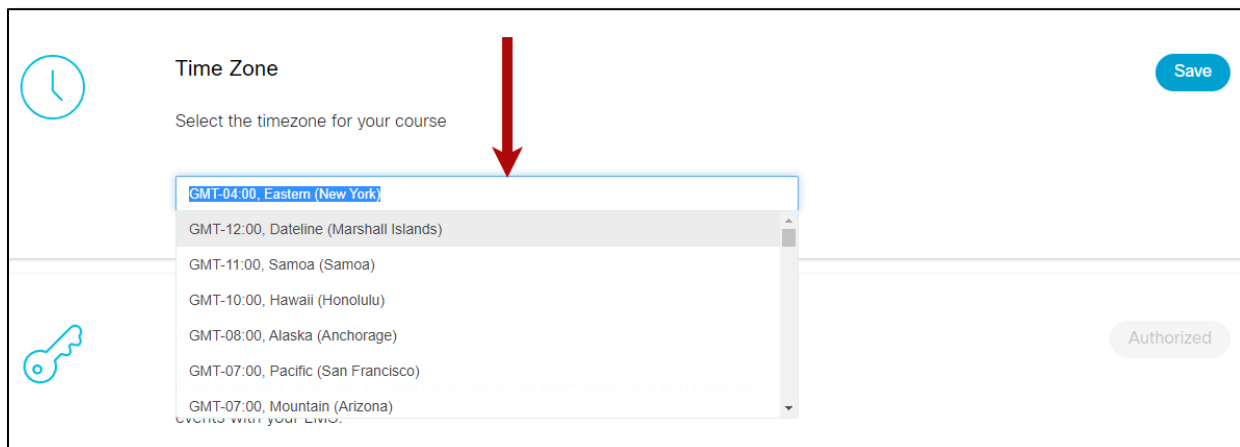 Time Zone
Save
Select the timezone for your course
GMT-04:00, Eastern (New York)
GMT-12:00, Dateline (Marshall Islands)
GMT-11:00, Samoa (Samoa)
GMT-10:00, Hawaii (Honolulu)
GMT-08:00, Alaska (Anchorage)
Authorized
GMT-07:00, Pacific (San Francisco)
GMT-07:00, Mountain (Arizona)
events with your LMS.